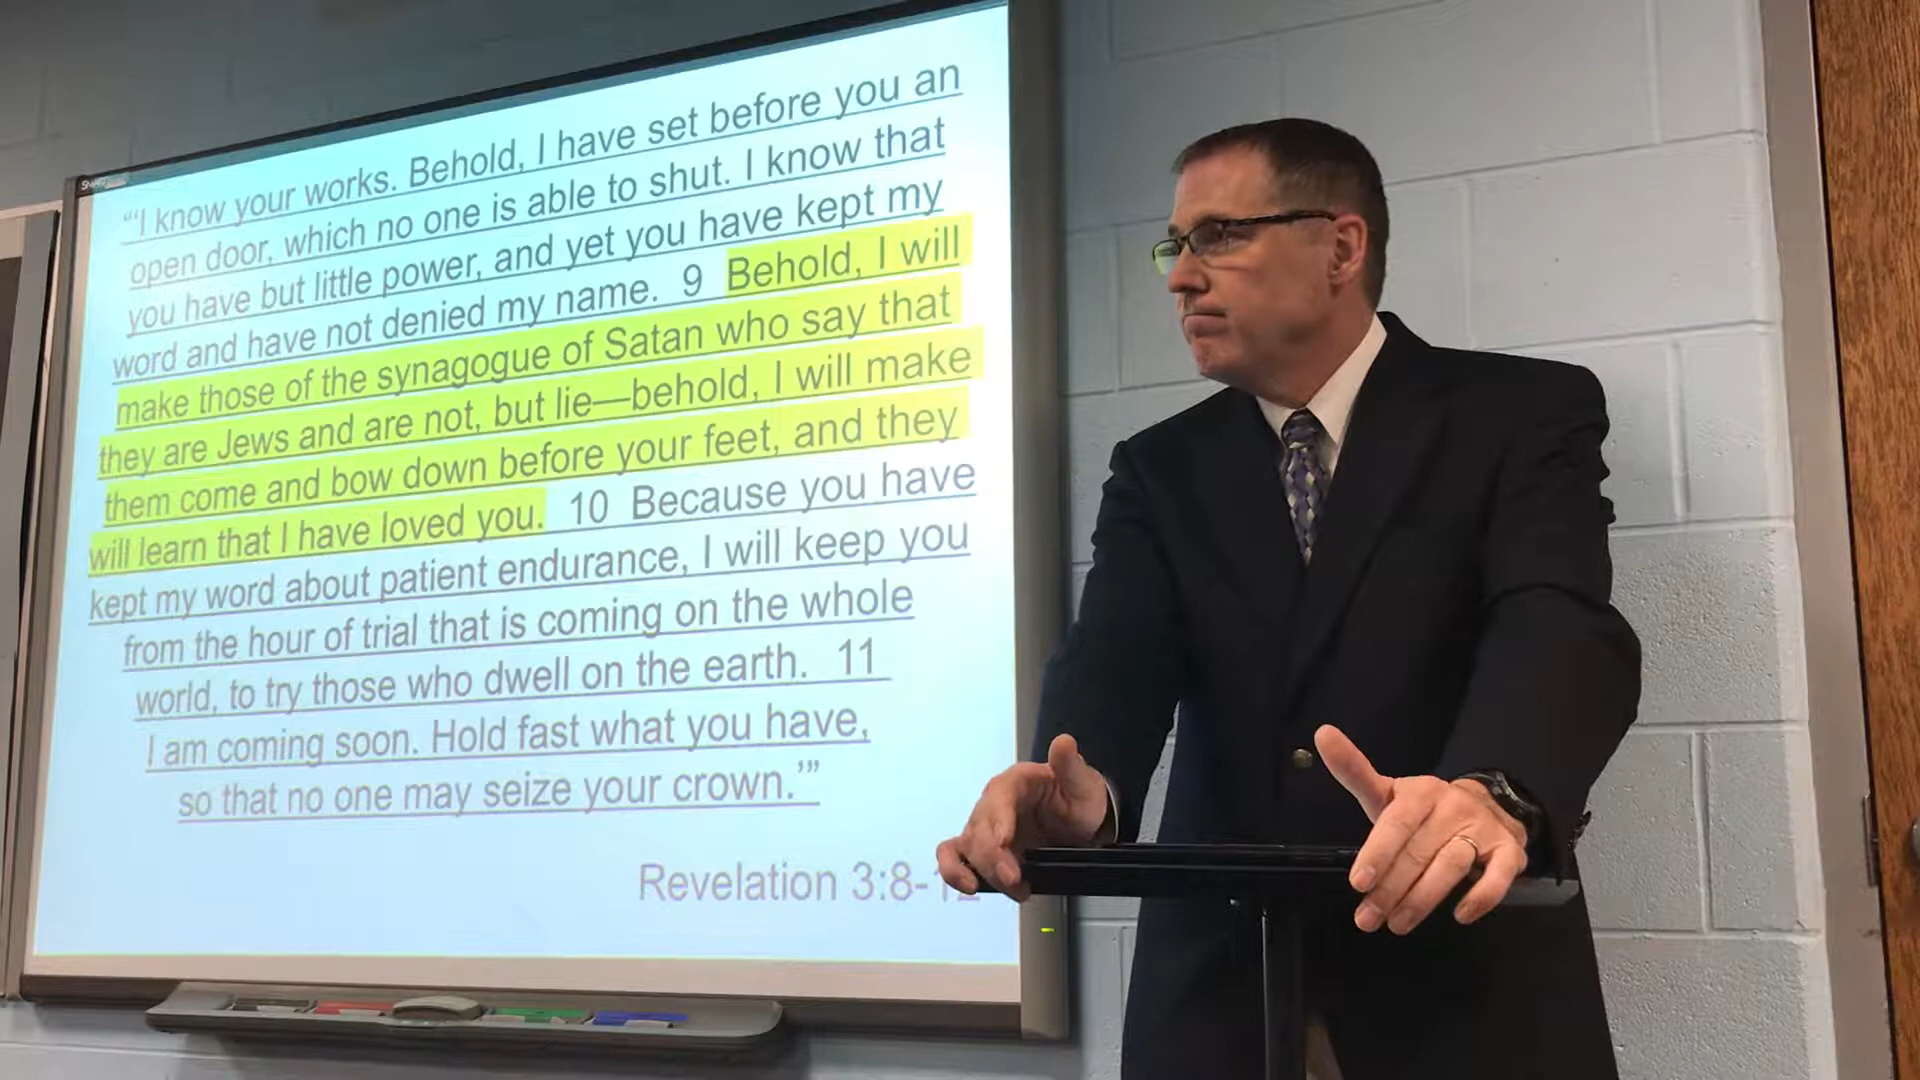 “‘I know your works. Behold, I have set before you an
open door, which no one is able to shut. I know that
you have but little power, and yet you have kept my
word and have not denied my name. 9 Behold, I will
make those of the synagogue of Satan who say that
they are Jews and are not, but lie—behold, I will make
them come and bow down before your feet, and they
will learn that I have loved you. 10 Because you have
kept my word about patient endurance, I will keep you
from the hour of trial that is coming on the whole
world, to try those who dwell on the earth. 11
I am coming soon. Hold fast what you have,
so that no one may seize your crown.’”
Revelation 3:8-12